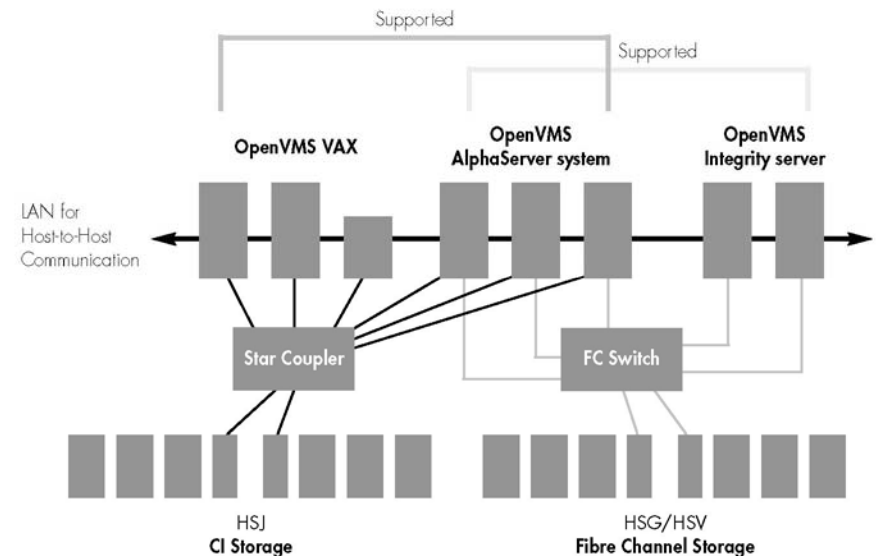 Supported
Supported
OpenVMS VAX
OpenVMS
AlphaServer system
OpenVMS
Integrity server
LAN for
Host-to-Host
Communication
Star Coupler
FC Switch
HSJ
CI Storage
HSG/HSV
Fibre Channel Storage